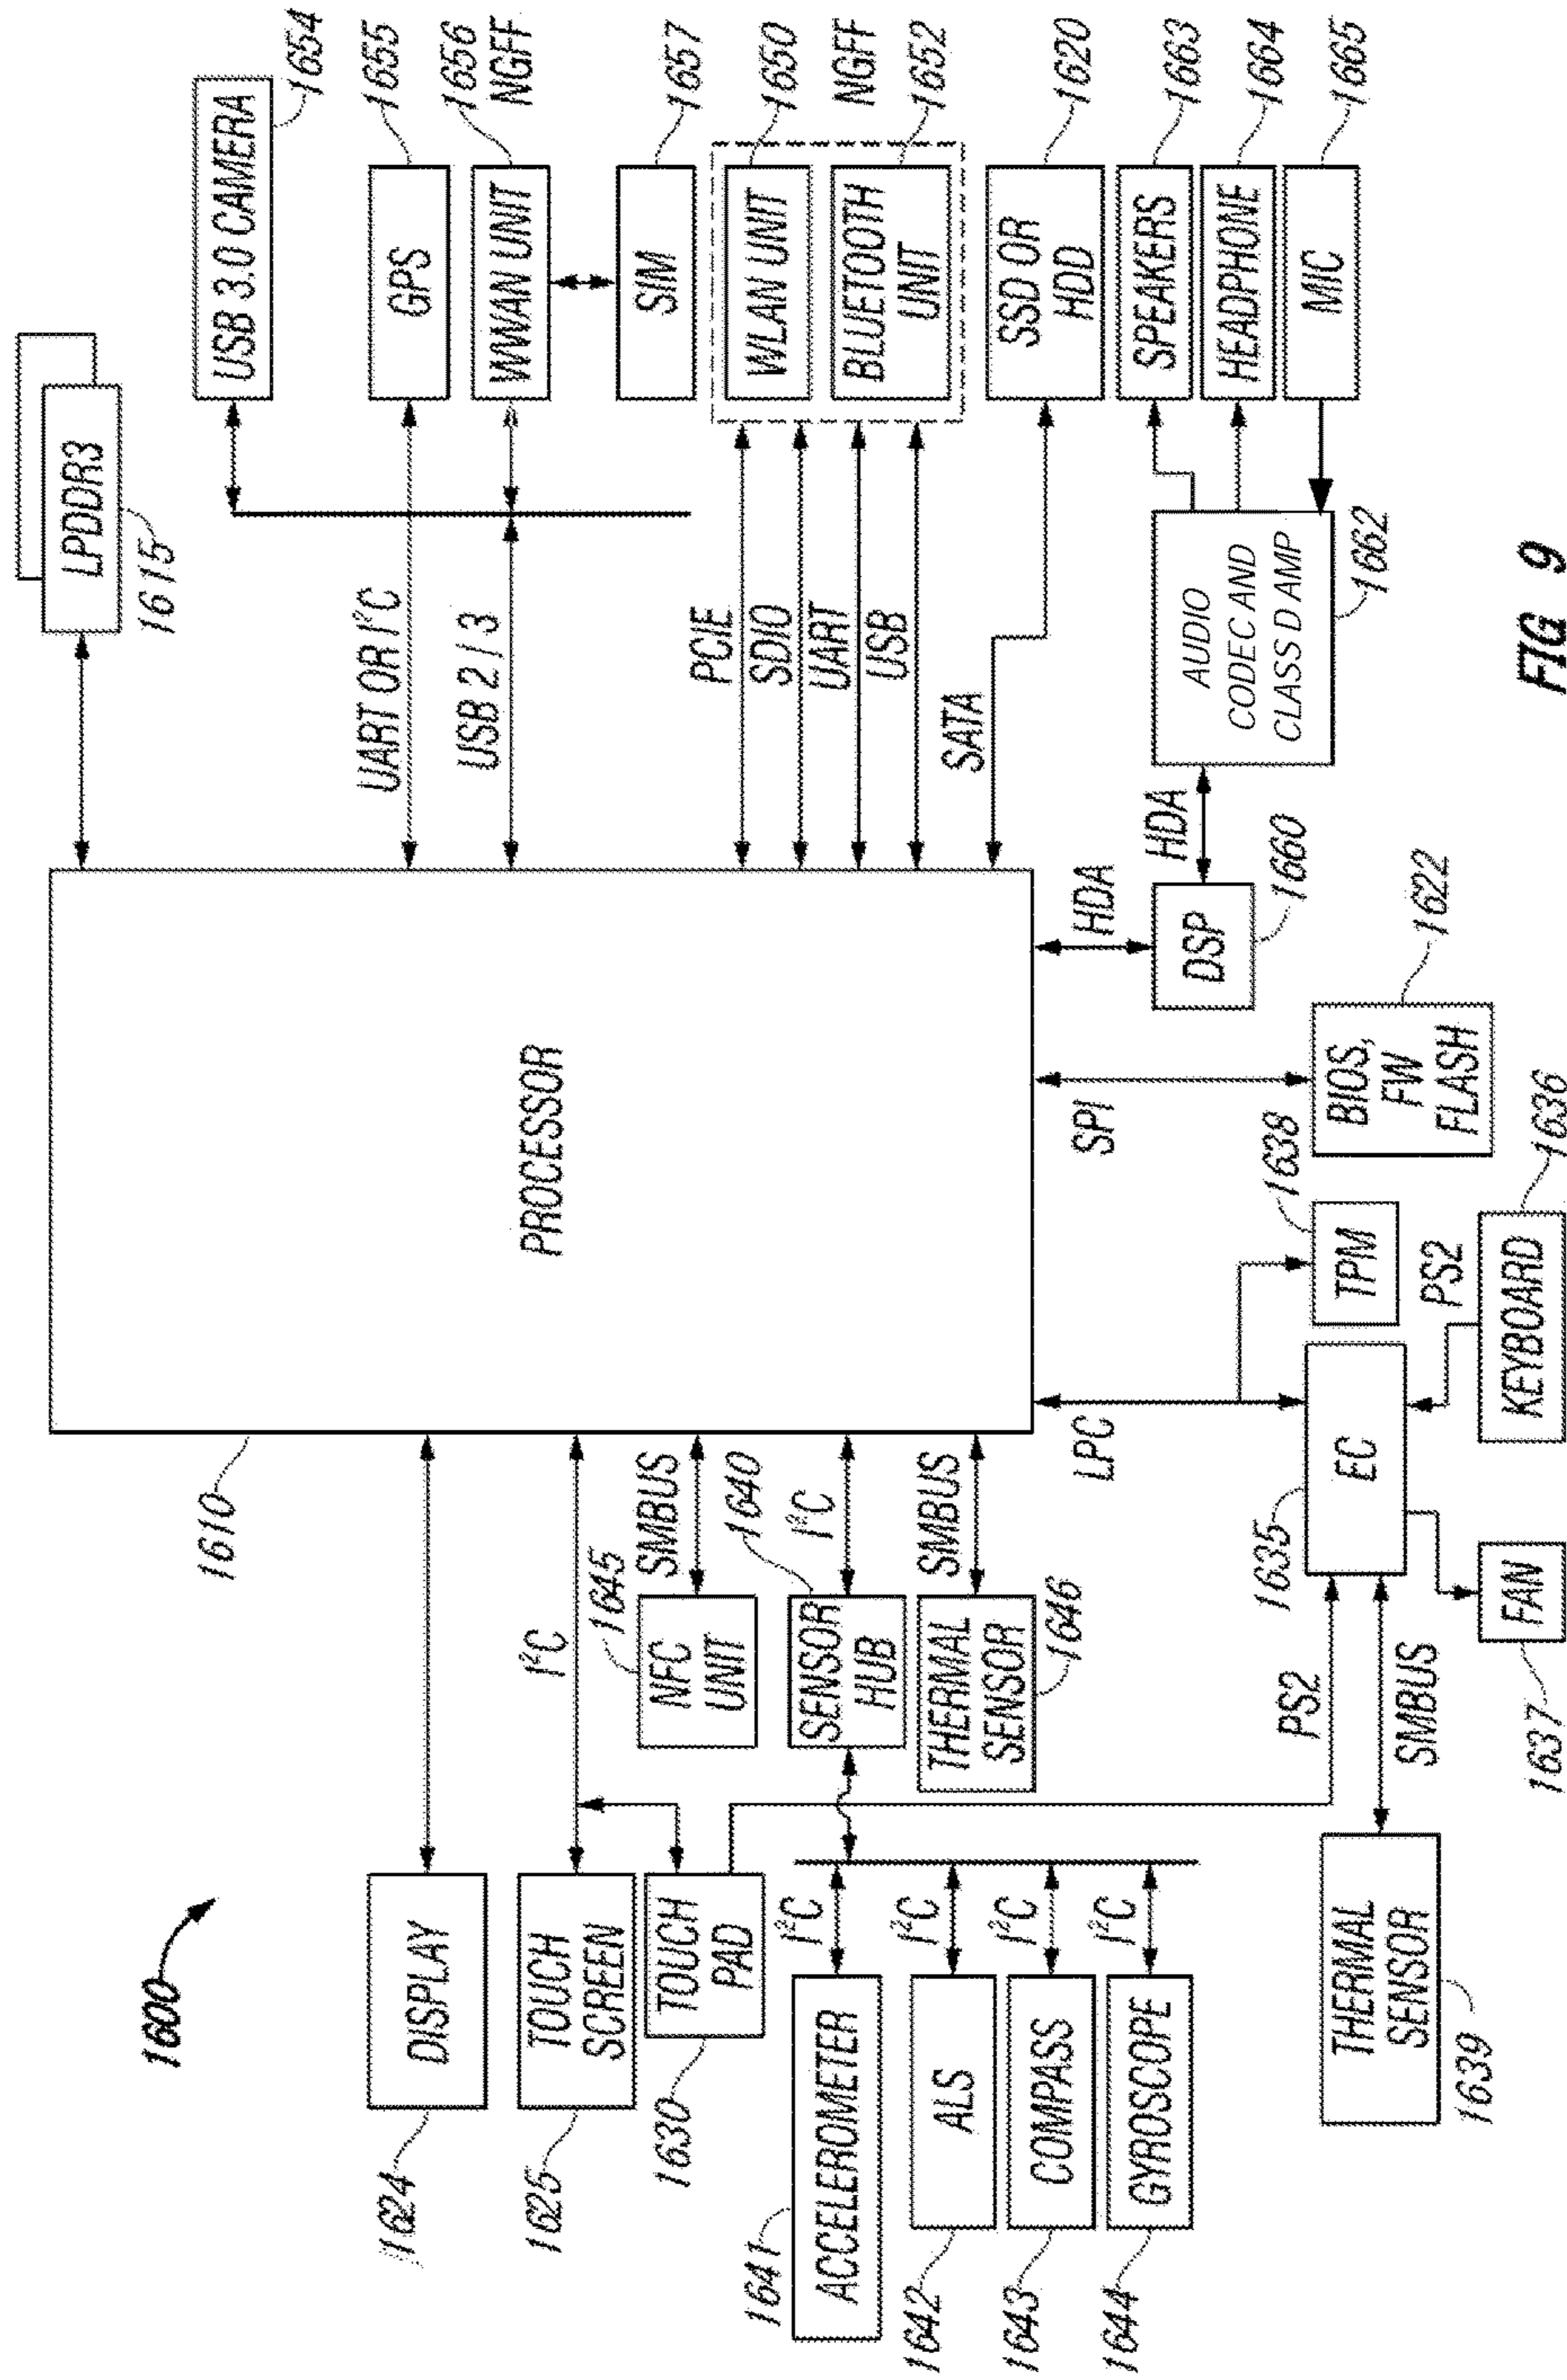 1600
LPDDR3
1615
1610
PROCESSOR
DISPLAY
1624
USB 3.0 CAMERA
1654
UART OR I²C
GPS
1655
TOUCH
SCREEN
1625
I²C
USB 2 / 3
WWAN UNIT
1656
NGFF
SIM
1657
TOUCH
PAD
1630
NFC
UNIT
1645
SMBUS
PCIE
SDIO
UART
USB
WLAN UNIT
1650
NGFF
BLUETOOTH
UNIT
1652
SENSOR
HUB
1640
I²C
THERMAL
SENSOR
1646
SMBUS
SATA
SSD OR
HDD
1620
ACCELEROMETER
1641
I²C
ALS
1642
I²C
COMPASS
1643
I²C
GYROSCOPE
1644
I²C
LPC
SPI
HDA
DSP
1660
HDA
AUDIO
CODEC AND
CLASS D AMP
1662
SPEAKERS
1663
HEADPHONE
1664
MIC
1665
THERMAL
SENSOR
1639
PS2
SMBUS
EC
1635
TPM
1638
BIOS,
FW
FLASH
1622
FAN
1637
PS2
KEYBOARD
1636
FIG 9